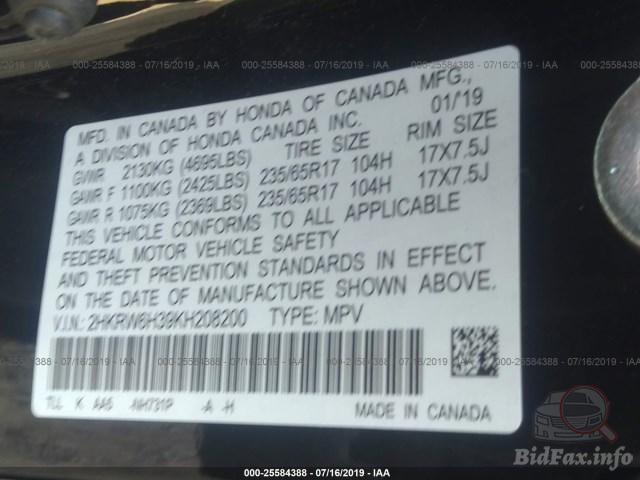 000-25584388 - 07/16/2019 - IAA
MFD. IN CANADA BY HONDA OF CANADA MFG.,
A DIVISION OF HONDA CANADA INC. 01/19
GVWR 2130KG (4695LBS) TIRE SIZE RIM SIZE
GAWR F 1100KG (2425LBS) 235/65R17 104H 17X7.5J
GAWR R 1075KG (2369LBS) 235/65R17 104H 17X7.5J
THIS VEHICLE CONFORMS TO ALL APPLICABLE
FEDERAL MOTOR VEHICLE SAFETY
AND THEFT PREVENTION STANDARDS IN EFFECT
ON THE DATE OF MANUFACTURE SHOWN ABOVE.
V.I.N.: 2HKRW6H39KH208200 TYPE: MPV
TLL K AA5 -NH731P -A -H
MADE IN CANADA
BidFax.info
000-25584388 - 07/16/2019 - IAA